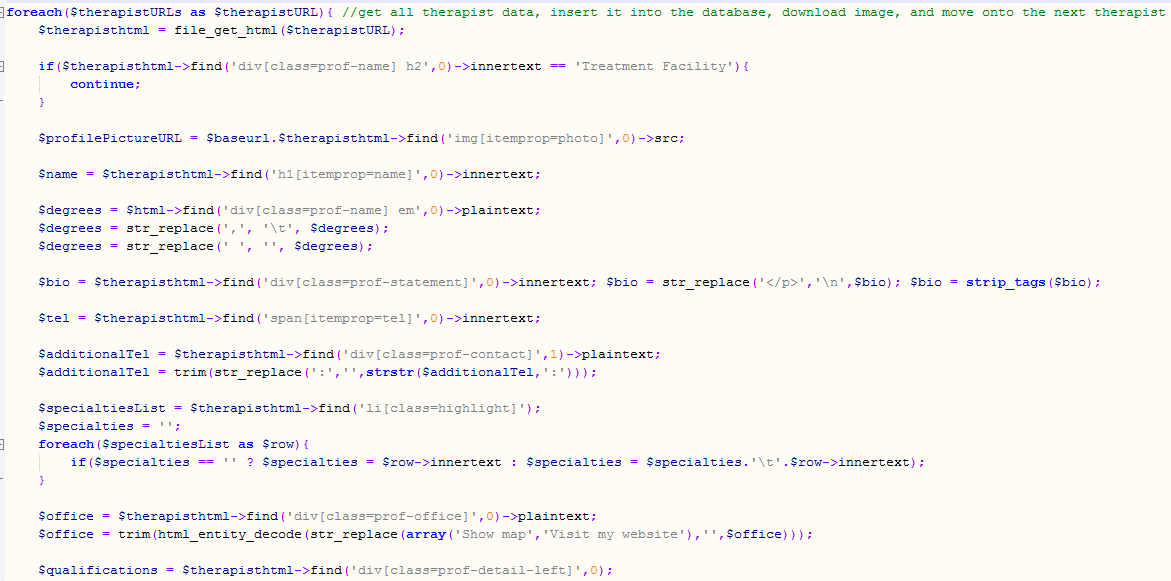 foreach($therapistURLs as $therapistURL){ //get all therapist data, insert it into the database, download image, and move onto the next therapist
$therapisthtml = file_get_html($therapistURL);
if($therapisthtml->find('div[class=prof-name] h2',0)->innertext == 'Treatment Facility'){
continue;
}
$profilePictureURL = $baseurl.$therapisthtml->find('img[itemprop=photo]',0)->src;
$name = $therapisthtml->find('h1[itemprop=name]',0)->innertext;
$degrees = $html->find('div[class=prof-name] em',0)->plaintext;
$degrees = str_replace(',', '\t', $degrees);
$degrees = str_replace(' ', '', $degrees);
$bio = $therapisthtml->find('div[class=prof-statement]',0)->innertext; $bio = str_replace('</p>','\n',$bio); $bio = strip_tags($bio);
$tel = $therapisthtml->find('span[itemprop=tel]',0)->innertext;
$additionalTel = $therapisthtml->find('div[class=prof-contact]',1)->plaintext;
$additionalTel = trim(str_replace(':','',strstr($additionalTel,':')));
$specialtiesList = $therapisthtml->find('li[class=highlight]');
$specialties = '';
foreach($specialtiesList as $row){
if($specialties == '' ? $specialties = $row->innertext : $specialties = $specialties.'\t'.$row->innertext);
}
$office = $therapisthtml->find('div[class=prof-office]',0)->plaintext;
$office = trim(html_entity_decode(str_replace(array('Show map','Visit my website'),'',$office)));
$qualifications = $therapisthtml->find('div[class=prof-detail-left]',0);